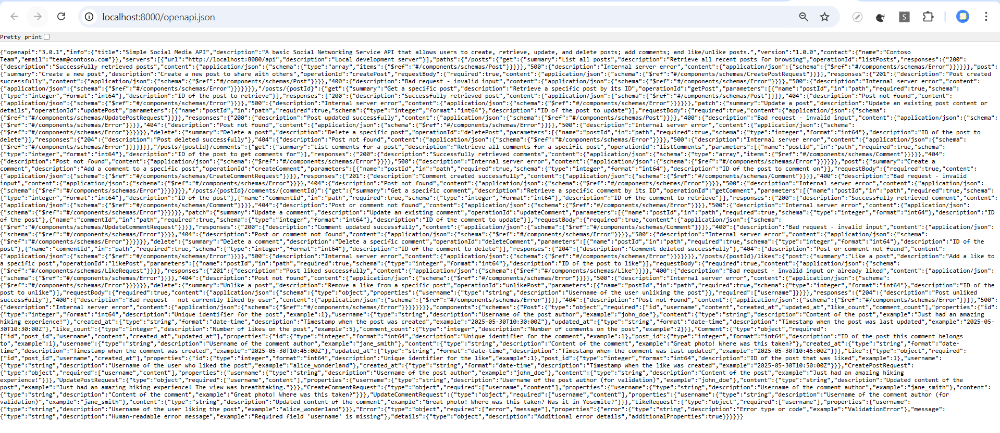 localhost:8000/openapi.json
S
Pretty print
{"openapi":"3.0.1","info":{"title":"Simple Social Media API","description":"A basic Social Networking Service API that allows users to create, retrieve, update, and delete posts; add comments; and like/unlike posts.","version":"1.0.0","contact":{"name":"Contoso
Team","email":"team@contoso.com"}},"servers":[{"url":"http://localhost:8080/api","description":"Local development server"}],"paths":{"/posts":{"get":{"summary":"List all posts","description":"Retrieve all recent posts for browsing","operationId":"listPosts","responses":{"200":
{"description":"Successfully retrieved posts","content":{"application/json":{"schema":{"type":"array","items":{"$ref":"#/components/schemas/Post"}}}}},"500":{"description":"Internal server error","content":{"application/json":{"schema":{"$ref":"#/components/schemas/Error"}}}}}},"post":
{"summary":"Create a new post","description":"Create a new post to share with others","operationId":"createPost","requestBody":{"required":true,"content":{"application/json":{"schema":{"$ref":"#/components/schemas/CreatePostRequest"}}}},"responses":{"201":{"description":"Post created
successfully","content":{"application/json":{"schema":{"$ref":"#/components/schemas/Post"}}}},"400":{"description":"Bad request - invalid input","content":{"application/json":{"schema":{"$ref":"#/components/schemas/Error"}}}},"500":{"description":"Internal server error","content":
{"application/json":{"schema":{"$ref":"#/components/schemas/Error"}}}}}}},"/posts/{postId}":{"get":{"summary":"Get a specific post","description":"Retrieve a specific post by its ID","operationId":"getPost","parameters":[{"name":"postId","in":"path","required":true,"schema":
{"type":"integer","format":"int64"},"description":"ID of the post to retrieve"}],"responses":{"200":{"description":"Successfully retrieved post","content":{"application/json":{"schema":{"$ref":"#/components/schemas/Post"}}}},"404":{"description":"Post not found","content":
{"application/json":{"schema":{"$ref":"#/components/schemas/Error"}}}},"500":{"description":"Internal server error","content":{"application/json":{"schema":{"$ref":"#/components/schemas/Error"}}}}}},"patch":{"summary":"Update a post","description":"Update an existing post content or
details","operationId":"updatePost","parameters":[{"name":"postId","in":"path","required":true,"schema":{"type":"integer","format":"int64"},"description":"ID of the post to update"}],"requestBody":{"required":true,"content":{"application/json":{"schema":
{"$ref":"#/components/schemas/UpdatePostRequest"}}}},"responses":{"200":{"description":"Post updated successfully","content":{"application/json":{"schema":{"$ref":"#/components/schemas/Post"}}}},"400":{"description":"Bad request - invalid input","content":{"application/json":{"schema":
{"$ref":"#/components/schemas/Error"}}}},"404":{"description":"Post not found","content":{"application/json":{"schema":{"$ref":"#/components/schemas/Error"}}}},"500":{"description":"Internal server error","content":{"application/json":{"schema":
{"$ref":"#/components/schemas/Error"}}}}}},"delete":{"summary":"Delete a post","description":"Delete a specific post","operationId":"deletePost","parameters":[{"name":"postId","in":"path","required":true,"schema":{"type":"integer","format":"int64"},"description":"ID of the post to
delete"}],"responses":{"204":{"description":"Post deleted successfully"},"404":{"description":"Post not found","content":{"application/json":{"schema":{"$ref":"#/components/schemas/Error"}}}},"500":{"description":"Internal server error","content":{"application/json":{"schema":
{"$ref":"#/components/schemas/Error"}}}}}}},"/posts/{postId}/comments":{"get":{"summary":"List comments for a post","description":"Retrieve all comments for a specific post","operationId":"listComments","parameters":[{"name":"postId","in":"path","required":true,"schema":
{"type":"integer","format":"int64"},"description":"ID of the post to get comments for"}],"responses":{"200":{"description":"Successfully retrieved comments","content":{"application/json":{"schema":{"type":"array","items":{"$ref":"#/components/schemas/Comment"}}}}},"404":
{"description":"Post not found","content":{"application/json":{"schema":{"$ref":"#/components/schemas/Error"}}}},"500":{"description":"Internal server error","content":{"application/json":{"schema":{"$ref":"#/components/schemas/Error"}}}}}},"post":{"summary":"Create a
comment","description":"Add a comment to a specific post","operationId":"createComment","parameters":[{"name":"postId","in":"path","required":true,"schema":{"type":"integer","format":"int64"},"description":"ID of the post to comment on"}],"requestBody":{"required":true,"content":
{"application/json":{"schema":{"$ref":"#/components/schemas/CreateCommentRequest"}}}},"responses":{"201":{"description":"Comment created successfully","content":{"application/json":{"schema":{"$ref":"#/components/schemas/Comment"}}}},"400":{"description":"Bad request - invalid
input","content":{"application/json":{"schema":{"$ref":"#/components/schemas/Error"}}}},"404":{"description":"Post not found","content":{"application/json":{"schema":{"$ref":"#/components/schemas/Error"}}}},"500":{"description":"Internal server error","content":{"application/json":
{"schema":{"$ref":"#/components/schemas/Error"}}}}}}},"/posts/{postId}/comments/{commentId}":{"get":{"summary":"Get a specific comment","description":"Retrieve a specific comment by its ID","operationId":"getComment","parameters":[{"name":"postId","in":"path","required":true,"schema":
{"type":"integer","format":"int64"},"description":"ID of the post"},{"name":"commentId","in":"path","required":true,"schema":{"type":"integer","format":"int64"},"description":"ID of the comment to retrieve"}],"responses":{"200":{"description":"Successfully retrieved comment","content":
{"application/json":{"schema":{"$ref":"#/components/schemas/Comment"}}}},"404":{"description":"Post or comment not found","content":{"application/json":{"schema":{"$ref":"#/components/schemas/Error"}}}},"500":{"description":"Internal server error","content":{"application/json":
{"schema":{"$ref":"#/components/schemas/Error"}}}}}},"patch":{"summary":"Update a comment","description":"Update an existing comment","operationId":"updateComment","parameters":[{"name":"postId","in":"path","required":true,"schema":{"type":"integer","format":"int64"},"description":"ID
of the post"},{"name":"commentId","in":"path","required":true,"schema":{"type":"integer","format":"int64"},"description":"ID of the comment to update"}],"requestBody":{"required":true,"content":{"application/json":{"schema":
{"$ref":"#/components/schemas/UpdateCommentRequest"}}}},"responses":{"200":{"description":"Comment updated successfully","content":{"application/json":{"schema":{"$ref":"#/components/schemas/Comment"}}}},"400":{"description":"Bad request - invalid input","content":{"application/json":
{"schema":{"$ref":"#/components/schemas/Error"}}}},"404":{"description":"Post or comment not found","content":{"application/json":{"schema":{"$ref":"#/components/schemas/Error"}}}},"500":{"description":"Internal server error","content":{"application/json":{"schema":
{"$ref":"#/components/schemas/Error"}}}}}},"delete":{"summary":"Delete a comment","description":"Delete a specific comment","operationId":"deleteComment","parameters":[{"name":"postId","in":"path","required":true,"schema":{"type":"integer","format":"int64"},"description":"ID of the
post"},{"name":"commentId","in":"path","required":true,"schema":{"type":"integer","format":"int64"},"description":"ID of the comment to delete"}],"responses":{"204":{"description":"Comment deleted successfully"},"404":{"description":"Post or comment not found","content":
{"application/json":{"schema":{"$ref":"#/components/schemas/Error"}}}},"500":{"description":"Internal server error","content":{"application/json":{"schema":{"$ref":"#/components/schemas/Error"}}}}}}},"/posts/{postId}/likes":{"post":{"summary":"Like a post","description":"Add a like to
a specific post","operationId":"likePost","parameters":[{"name":"postId","in":"path","required":true,"schema":{"type":"integer","format":"int64"},"description":"ID of the post to like"}],"requestBody":{"required":true,"content":{"application/json":{"schema":
{"$ref":"#/components/schemas/LikeRequest"}}}},"responses":{"201":{"description":"Post liked successfully","content":{"application/json":{"schema":{"$ref":"#/components/schemas/Like"}}}},"400":{"description":"Bad request - invalid input or already liked","content":{"application/json":
{"schema":{"$ref":"#/components/schemas/Error"}}}},"404":{"description":"Post not found","content":{"application/json":{"schema":{"$ref":"#/components/schemas/Error"}}}},"500":{"description":"Internal server error","content":{"application/json":{"schema":
{"$ref":"#/components/schemas/Error"}}}}}},"delete":{"summary":"Unlike a post","description":"Remove a like from a specific post","operationId":"unlikePost","parameters":[{"name":"postId","in":"path","required":true,"schema":{"type":"integer","format":"int64"},"description":"ID of the
post to unlike"}],"requestBody":{"required":true,"content":{"application/json":{"schema":{"type":"object","properties":{"username":{"type":"string","description":"Username of the user unliking the post"}},"required":["username"]}}}},"responses":{"204":{"description":"Post unliked
successfully"},"400":{"description":"Bad request - not currently liked by user","content":{"application/json":{"schema":{"$ref":"#/components/schemas/Error"}}}},"404":{"description":"Post not found","content":{"application/json":{"schema":{"$ref":"#/components/schemas/Error"}}}},"500":
{"description":"Internal server error","content":{"application/json":{"schema":{"$ref":"#/components/schemas/Error"}}}}}}}},"components":{"schemas":{"Post":{"type":"object","required":["id","username","content","created_at","updated_at","like_count","comment_count"],"properties":{"id":
{"type":"integer","format":"int64","description":"Unique identifier for the post","example":1},"username":{"type":"string","description":"Username of the post author","example":"john_doe"},"content":{"type":"string","description":"Content of the post","example":"Just had an amazing
hiking experience!"},"created_at":{"type":"string","format":"date-time","description":"Timestamp when the post was created","example":"2025-05-30T10:30:00Z"},"updated_at":{"type":"string","format":"date-time","description":"Timestamp when the post was last updated","example":"2025-05-
30T10:30:00Z"},"like_count":{"type":"integer","description":"Number of likes on the post","example":5},"comment_count":{"type":"integer","description":"Number of comments on the post","example":2}}},"Comment":{"type":"object","required":
["id","post_id","username","content","created_at","updated_at"],"properties":{"id":{"type":"integer","format":"int64","description":"Unique identifier for the comment","example":1},"post_id":{"type":"integer","format":"int64","description":"ID of the post this comment belongs
to","example":1},"username":{"type":"string","description":"Username of the comment author","example":"jane_smith"},"content":{"type":"string","description":"Content of the comment","example":"Great photo! Where was this taken?"},"created_at":{"type":"string","format":"date-
time","description":"Timestamp when the comment was created","example":"2025-05-30T10:45:00Z"},"updated_at":{"type":"string","format":"date-time","description":"Timestamp when the comment was last updated","example":"2025-05-30T10:45:00Z"}}},"Like":{"type":"object","required":
["id","post_id","username","created_at"],"properties":{"id":{"type":"integer","format":"int64","description":"Unique identifier for the like","example":1},"post_id":{"type":"integer","format":"int64","description":"ID of the post that was liked","example":1},"username":
{"type":"string","description":"Username of the user who liked the post","example":"alice_wonderland"},"created_at":{"type":"string","format":"date-time","description":"Timestamp when the like was created","example":"2025-05-30T10:50:00Z"}}},"CreatePostRequest":
{"type":"object","required":["username","content"],"properties":{"username":{"type":"string","description":"Username of the post author","example":"john_doe"},"content":{"type":"string","description":"Content of the post","example":"Just had an amazing hiking
experience!"}}},"UpdatePostRequest":{"type":"object","required":["username","content"],"properties":{"username":{"type":"string","description":"Username of the post author (for validation)","example":"john_doe"},"content":{"type":"string","description":"Updated content of the
post","example":"Just had an amazing hiking experience! The view was breathtaking."}}},"CreateCommentRequest":{"type":"object","required":["username","content"],"properties":{"username":{"type":"string","description":"Username of the comment author","example":"jane_smith"},"content":
{"type":"string","description":"Content of the comment","example":"Great photo! Where was this taken?"}}},"UpdateCommentRequest":{"type":"object","required":["username","content"],"properties":{"username":{"type":"string","description":"Username of the comment author (for
validation)","example":"jane_smith"},"content":{"type":"string","description":"Updated content of the comment","example":"Great photo! Where was this taken? Was it in Yosemite?"}}},"LikeRequest":{"type":"object","required":["username"],"properties":{"username":
{"type":"string","description":"Username of the user liking the post","example":"alice_wonderland"}}},"Error":{"type":"object","required":["error","message"],"properties":{"error":{"type":"string","description":"Error type or code","example":"ValidationError"},"message":
{"type":"string","description":"Human-readable error message","example":"Required field 'username' is missing"},"details":{"type":"object","description":"Additional error details","additionalProperties":true}}}}}}